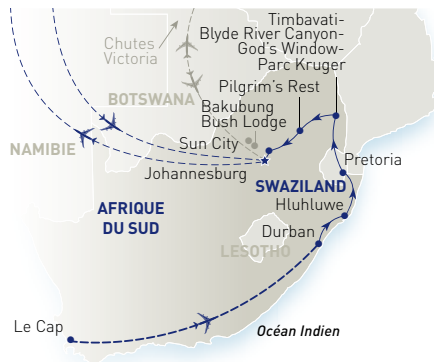 Timbavati-
Blyde River Canyon-
God's Window-
Parc Kruger
Chutes
Victoria
Pilgrim's Rest
BOTSWANA
Bakubung
Bush Lodge
Sun City
NAMIBIE
Pretoria
Johannesburg
SWAZILAND
AFRIQUE
DU SUD
Hluhluwe
Durban
LESOTHO
Le Cap
Océan Indien